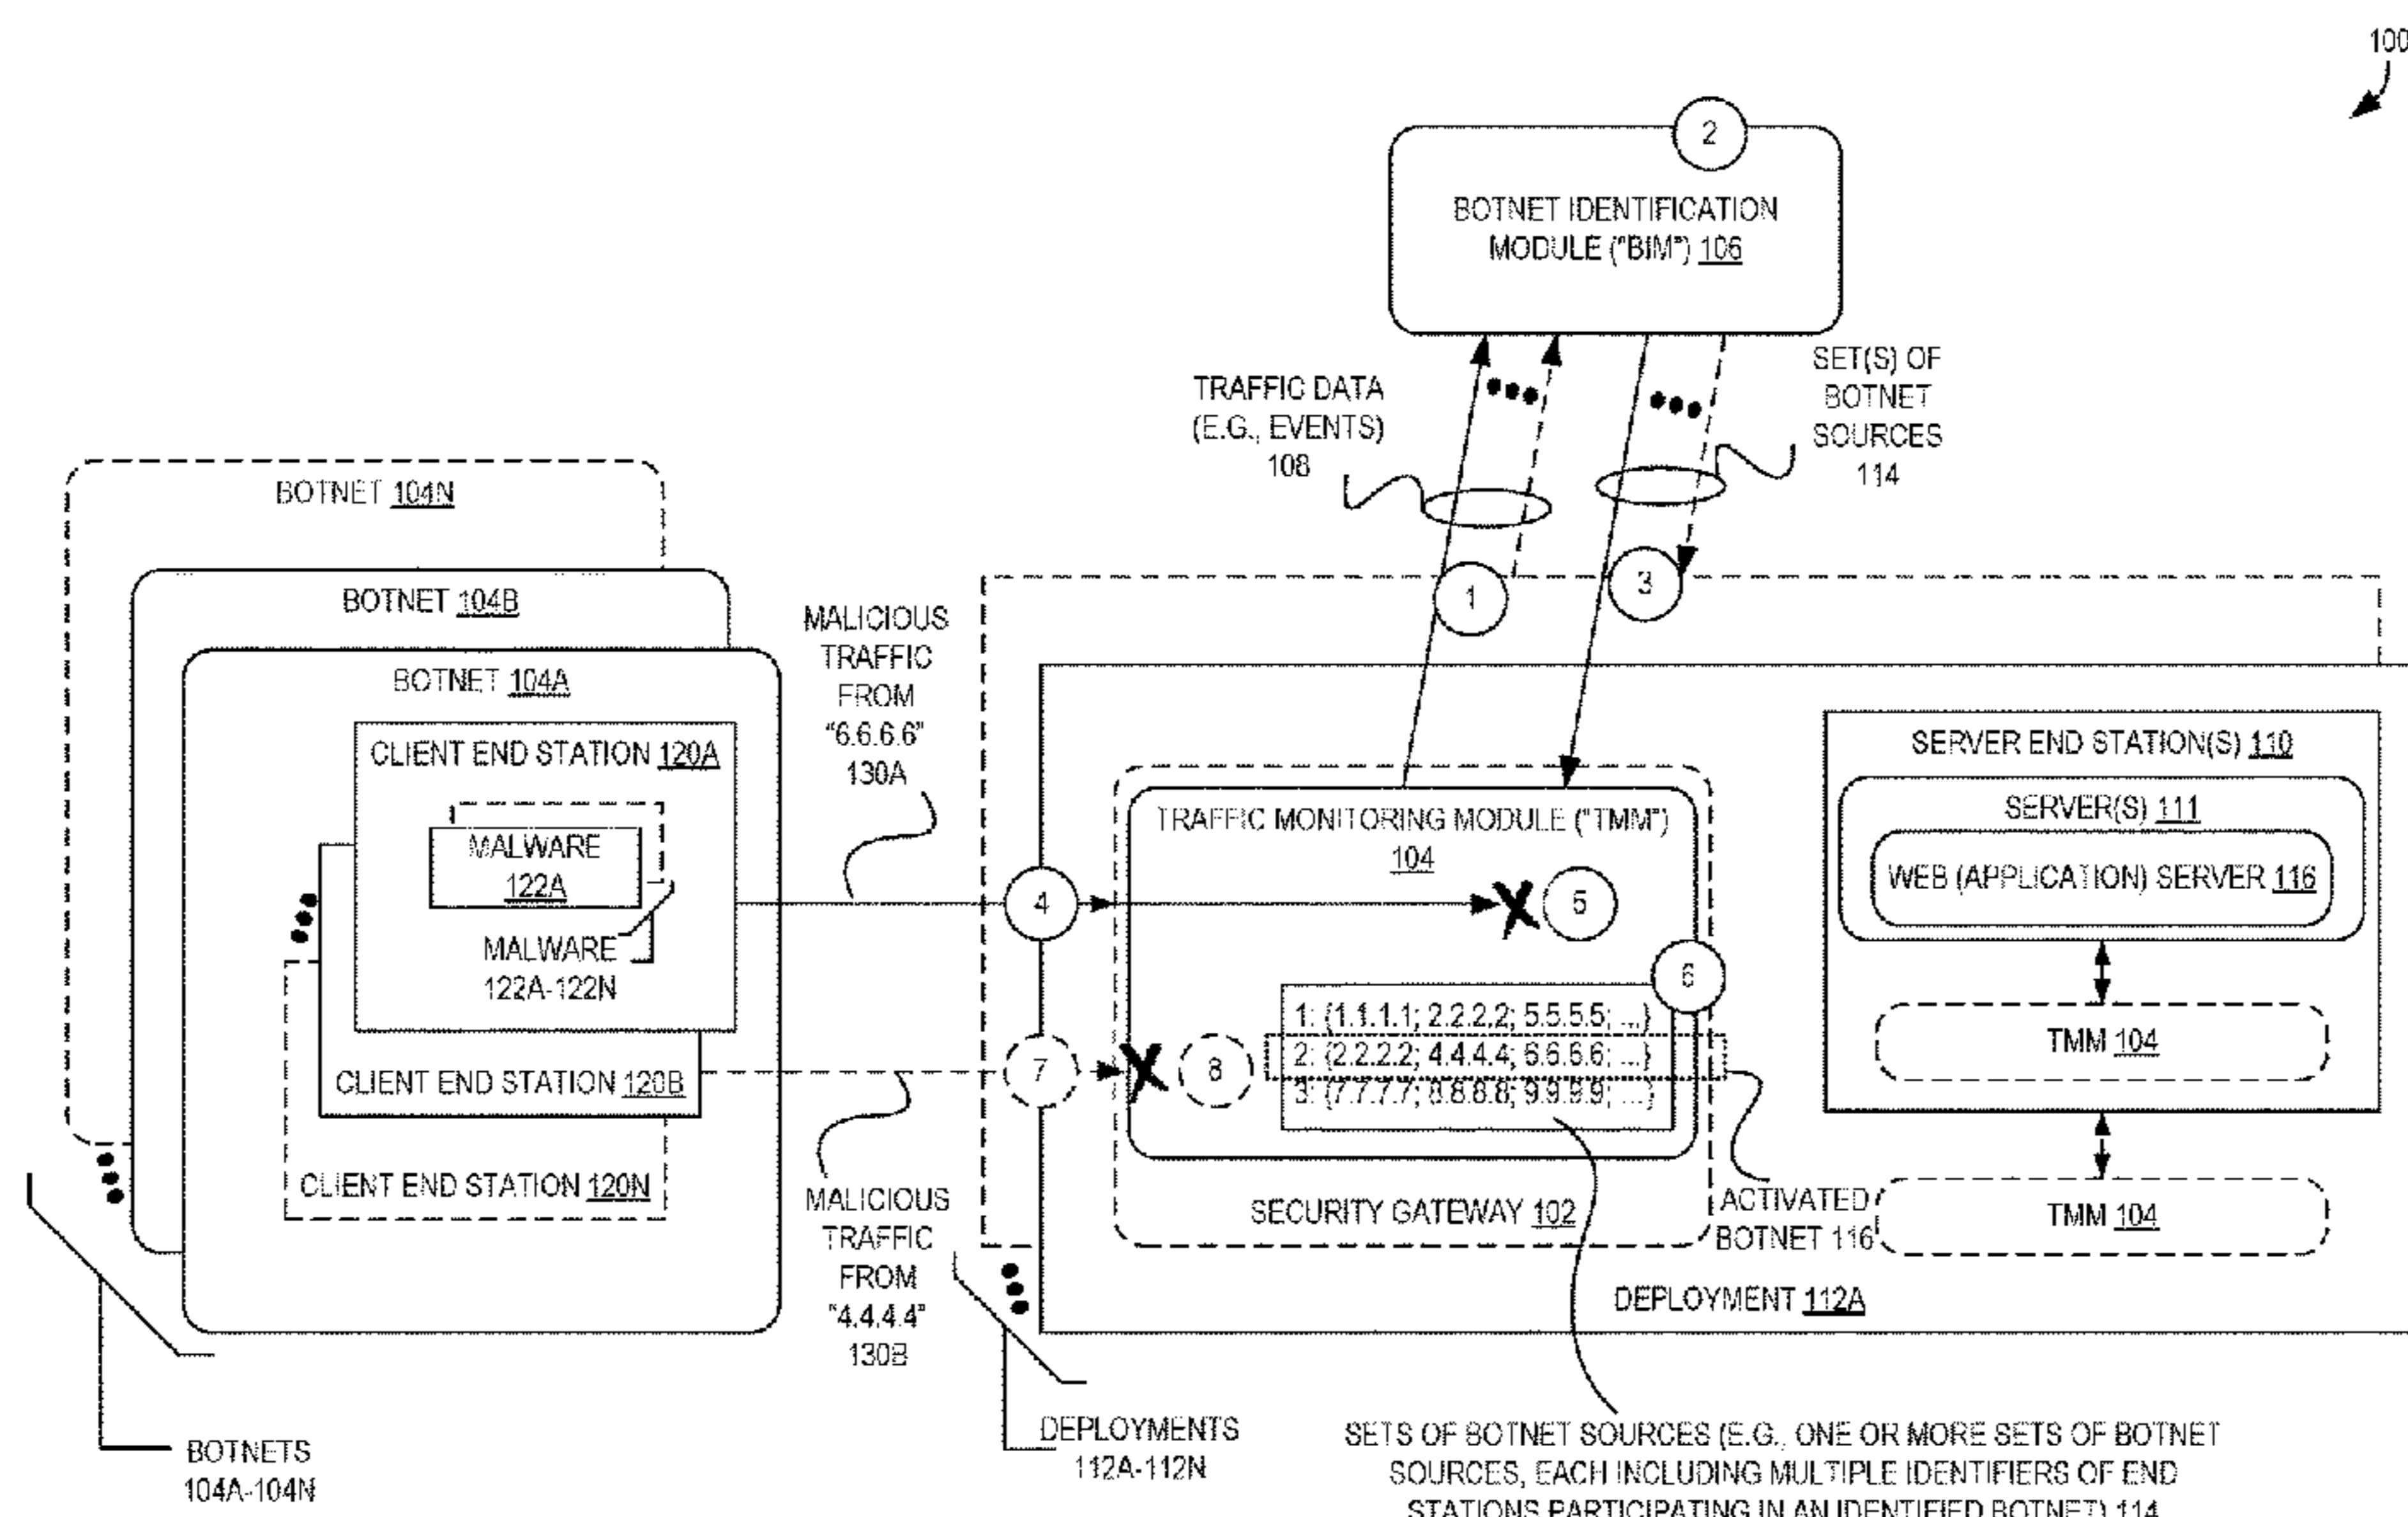 100
2
BOTNET IDENTIFICATION
MODULE ("BIM") 106
TRAFFIC DATA
(E.G., EVENTS)
108
SET(S) OF
BOTNET
SOURCES
114
1
3
BOTNET 104N
BOTNET 104B
BOTNET 104A
CLIENT END STATION 120A
MALWARE
122A
MALWARE
122A-122N
CLIENT END STATION 120B
CLIENT END STATION 120N
BOTNETS
104A-104N
MALICIOUS
TRAFFIC
FROM
"6.6.6.6"
130A
4
7
MALICIOUS
TRAFFIC
FROM
"4.4.4.4"
130B
TRAFFIC MONITORING MODULE ("TMM")
104
5
6
8
1: {1.1.1.1; 2.2.2.2; 5.5.5.5; ...}
2: {2.2.2.2; 4.4.4.4; 6.6.6.6; ...}
3: {7.7.7.7; 8.8.8.8; 9.9.9.9; ...}
SECURITY GATEWAY 102
ACTIVATED
BOTNET 116
SERVER END STATION(S) 110
SERVER(S) 111
WEB (APPLICATION) SERVER 116
TMM 104
TMM 104
DEPLOYMENT 112A
DEPLOYMENTS
112A-112N
SETS OF BOTNET SOURCES (E.G., ONE OR MORE SETS OF BOTNET
SOURCES, EACH INCLUDING MULTIPLE IDENTIFIERS OF END
STATIONS PARTICIPATING IN AN IDENTIFIED BOTNET) 114